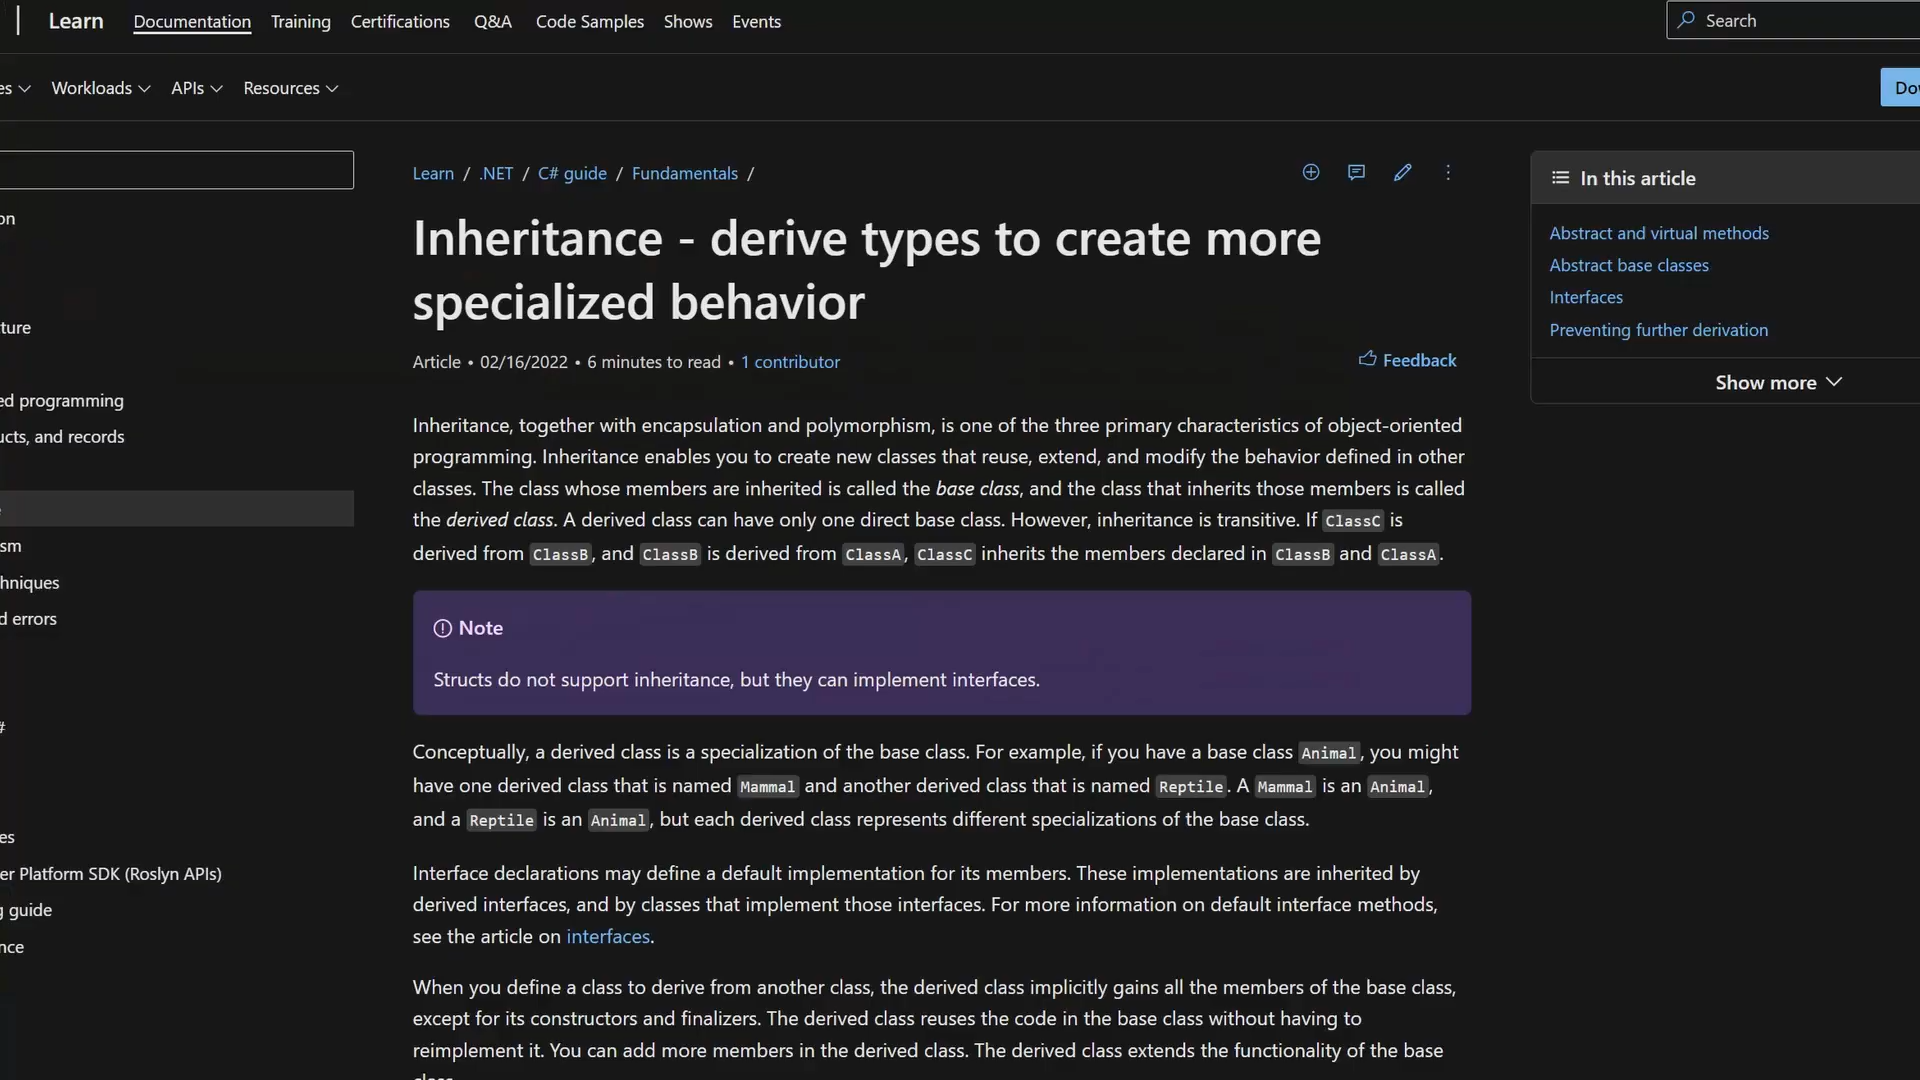 Learn Documentation Training Certifications Q&A Code Samples Shows Events Search
es Workloads APIs Resources Dow
Learn / .NET / C# guide / Fundamentals /
on
ture
ed programming
ucts, and records
sm
hniques
d errors
#
es
er Platform SDK (Roslyn APIs)
g guide
nce
Inheritance - derive types to create more
specialized behavior
Article • 02/16/2022 • 6 minutes to read • 1 contributor
Feedback
Inheritance, together with encapsulation and polymorphism, is one of the three primary characteristics of object-oriented
programming. Inheritance enables you to create new classes that reuse, extend, and modify the behavior defined in other
classes. The class whose members are inherited is called the base class, and the class that inherits those members is called
the derived class. A derived class can have only one direct base class. However, inheritance is transitive. If ClassC is
derived from ClassB, and ClassB is derived from ClassA, ClassC inherits the members declared in ClassB and ClassA.
Note
Structs do not support inheritance, but they can implement interfaces.
Conceptually, a derived class is a specialization of the base class. For example, if you have a base class Animal, you might
have one derived class that is named Mammal and another derived class that is named Reptile. A Mammal is an Animal,
and a Reptile is an Animal, but each derived class represents different specializations of the base class.
Interface declarations may define a default implementation for its members. These implementations are inherited by
derived interfaces, and by classes that implement those interfaces. For more information on default interface methods,
see the article on interfaces.
When you define a class to derive from another class, the derived class implicitly gains all the members of the base class,
except for its constructors and finalizers. The derived class reuses the code in the base class without having to
reimplement it. You can add more members in the derived class. The derived class extends the functionality of the base
In this article
Abstract and virtual methods
Abstract base classes
Interfaces
Preventing further derivation
Show more